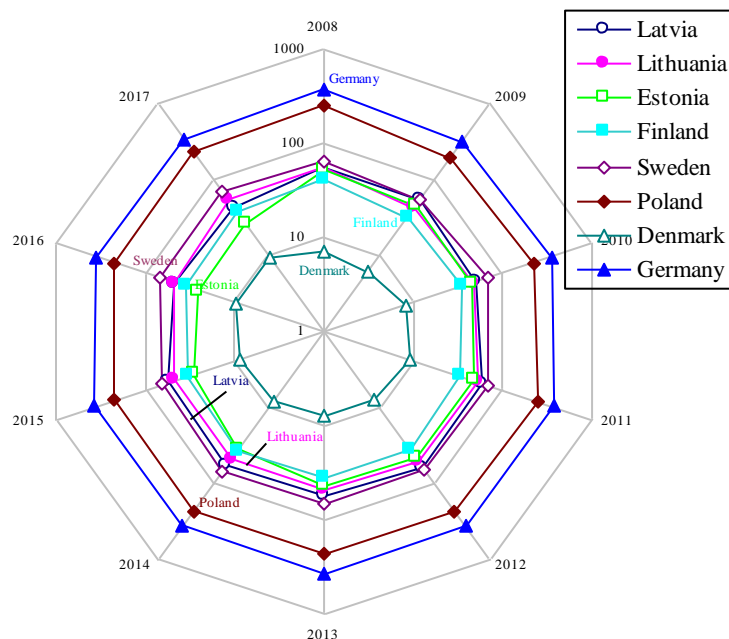 2008
1000
2017
Germany
2009
100
Finland
10
Denmark
2016
2010
Sweden
Estonia
1
Latvia
Lithuania
2015
2011
Poland
2014
2012
2013
Latvia
Lithuania
Estonia
Finland
Sweden
Poland
Denmark
Germany